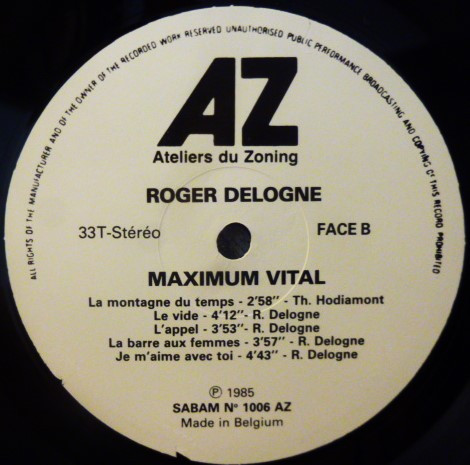 ALL RIGHTS OF THE MANUFACTURER AND OF THE OWNER OF THE RECORDED WORK RESERVED UNAUTHORISED PUBLIC PERFORMANCE BROADCASTING AND COPYING OF THIS RECORD PROHIBITED
AZ
Ateliers du Zoning
ROGER DELOGNE
33T-Stéréo FACE B
MAXIMUM VITAL
La montagne du temps - 2'58" - Th. Hodiamont
Le vide - 4'12"- R. Delogne
L'appel - 3'53"- R. Delogne
La barre aux femmes - 3'57" - R. Delogne
Je m'aime avec toi - 4'43" - R. Delogne
Ⓟ 1985
SABAM Nº 1006 AZ
Made in Belgium